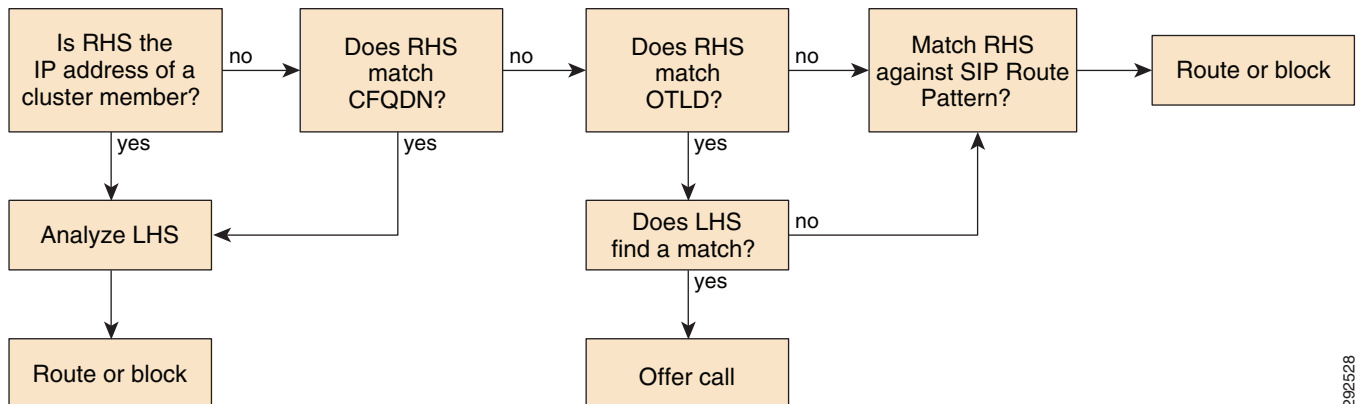 Is RHS the
IP address of a
cluster member?
no
Does RHS
match
CFQDN?
no
Does RHS
match
OTLD?
no
Match RHS
against SIP Route
Pattern?
Route or block
yes
yes
yes
Analyze LHS
Does LHS
find a match?
no
yes
Route or block
Offer call
292528